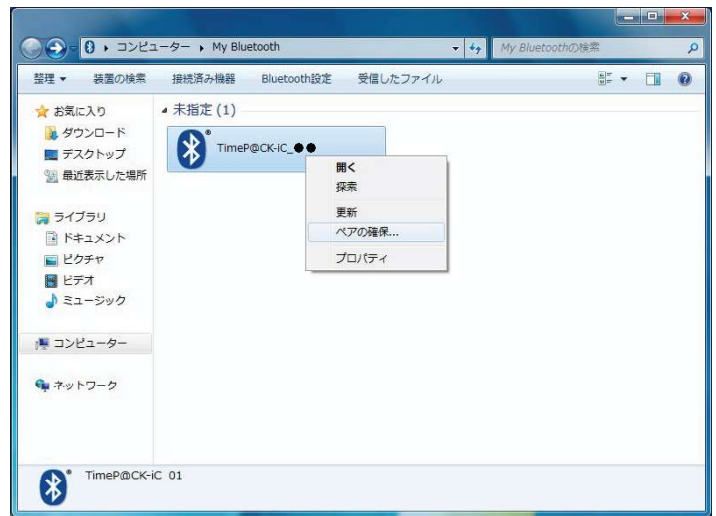 コンピューター ▸ My Bluetooth
My Bluetoothの検索
整理 装置の検索 接続済み機器 Bluetooth設定 受信したファイル
お気に入り
ダウンロード
デスクトップ
最近表示した場所
ライブラリ
ドキュメント
ピクチャ
ビデオ
ミュージック
コンピューター
ネットワーク
未指定 (1)
TimeP@CK-iC_●●
開く
探索
更新
ペアの確保...
プロパティ
TimeP@CK-iC 01